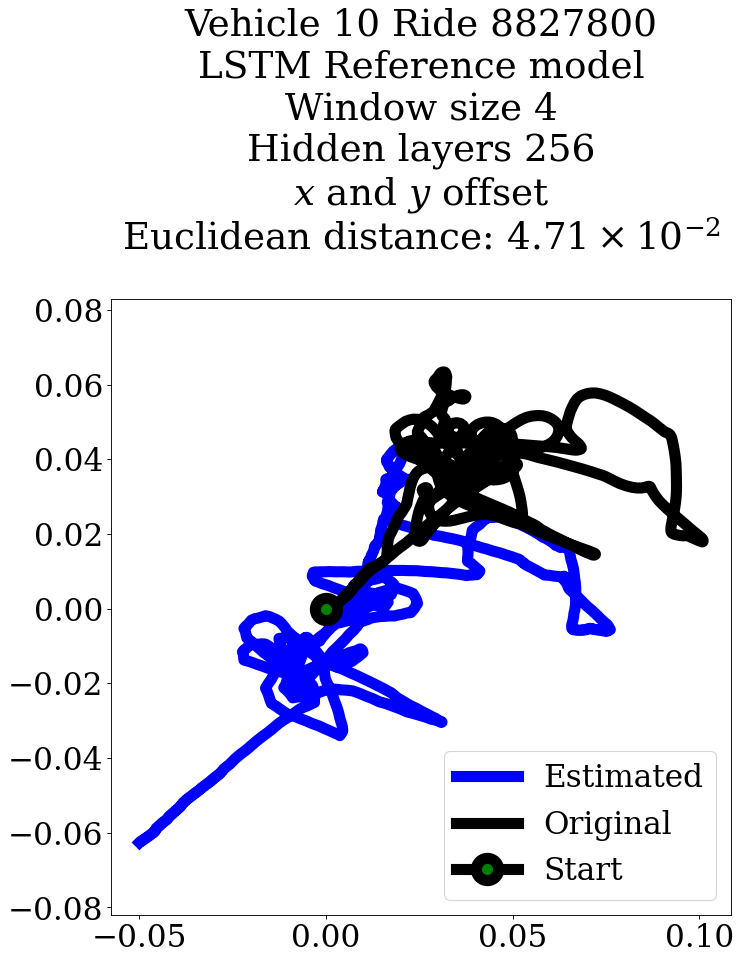 Vehicle 10 Ride 8827800
LSTM Reference model
Window size 4
Hidden layers 256
x and y offset
Euclidean distance: 4.71 × 10⁻²
0.08
0.06
0.04
0.02
0.00
−0.02
−0.04
−0.06
−0.08
−0.05 0.00 0.05 0.10
Estimated
Original
Start